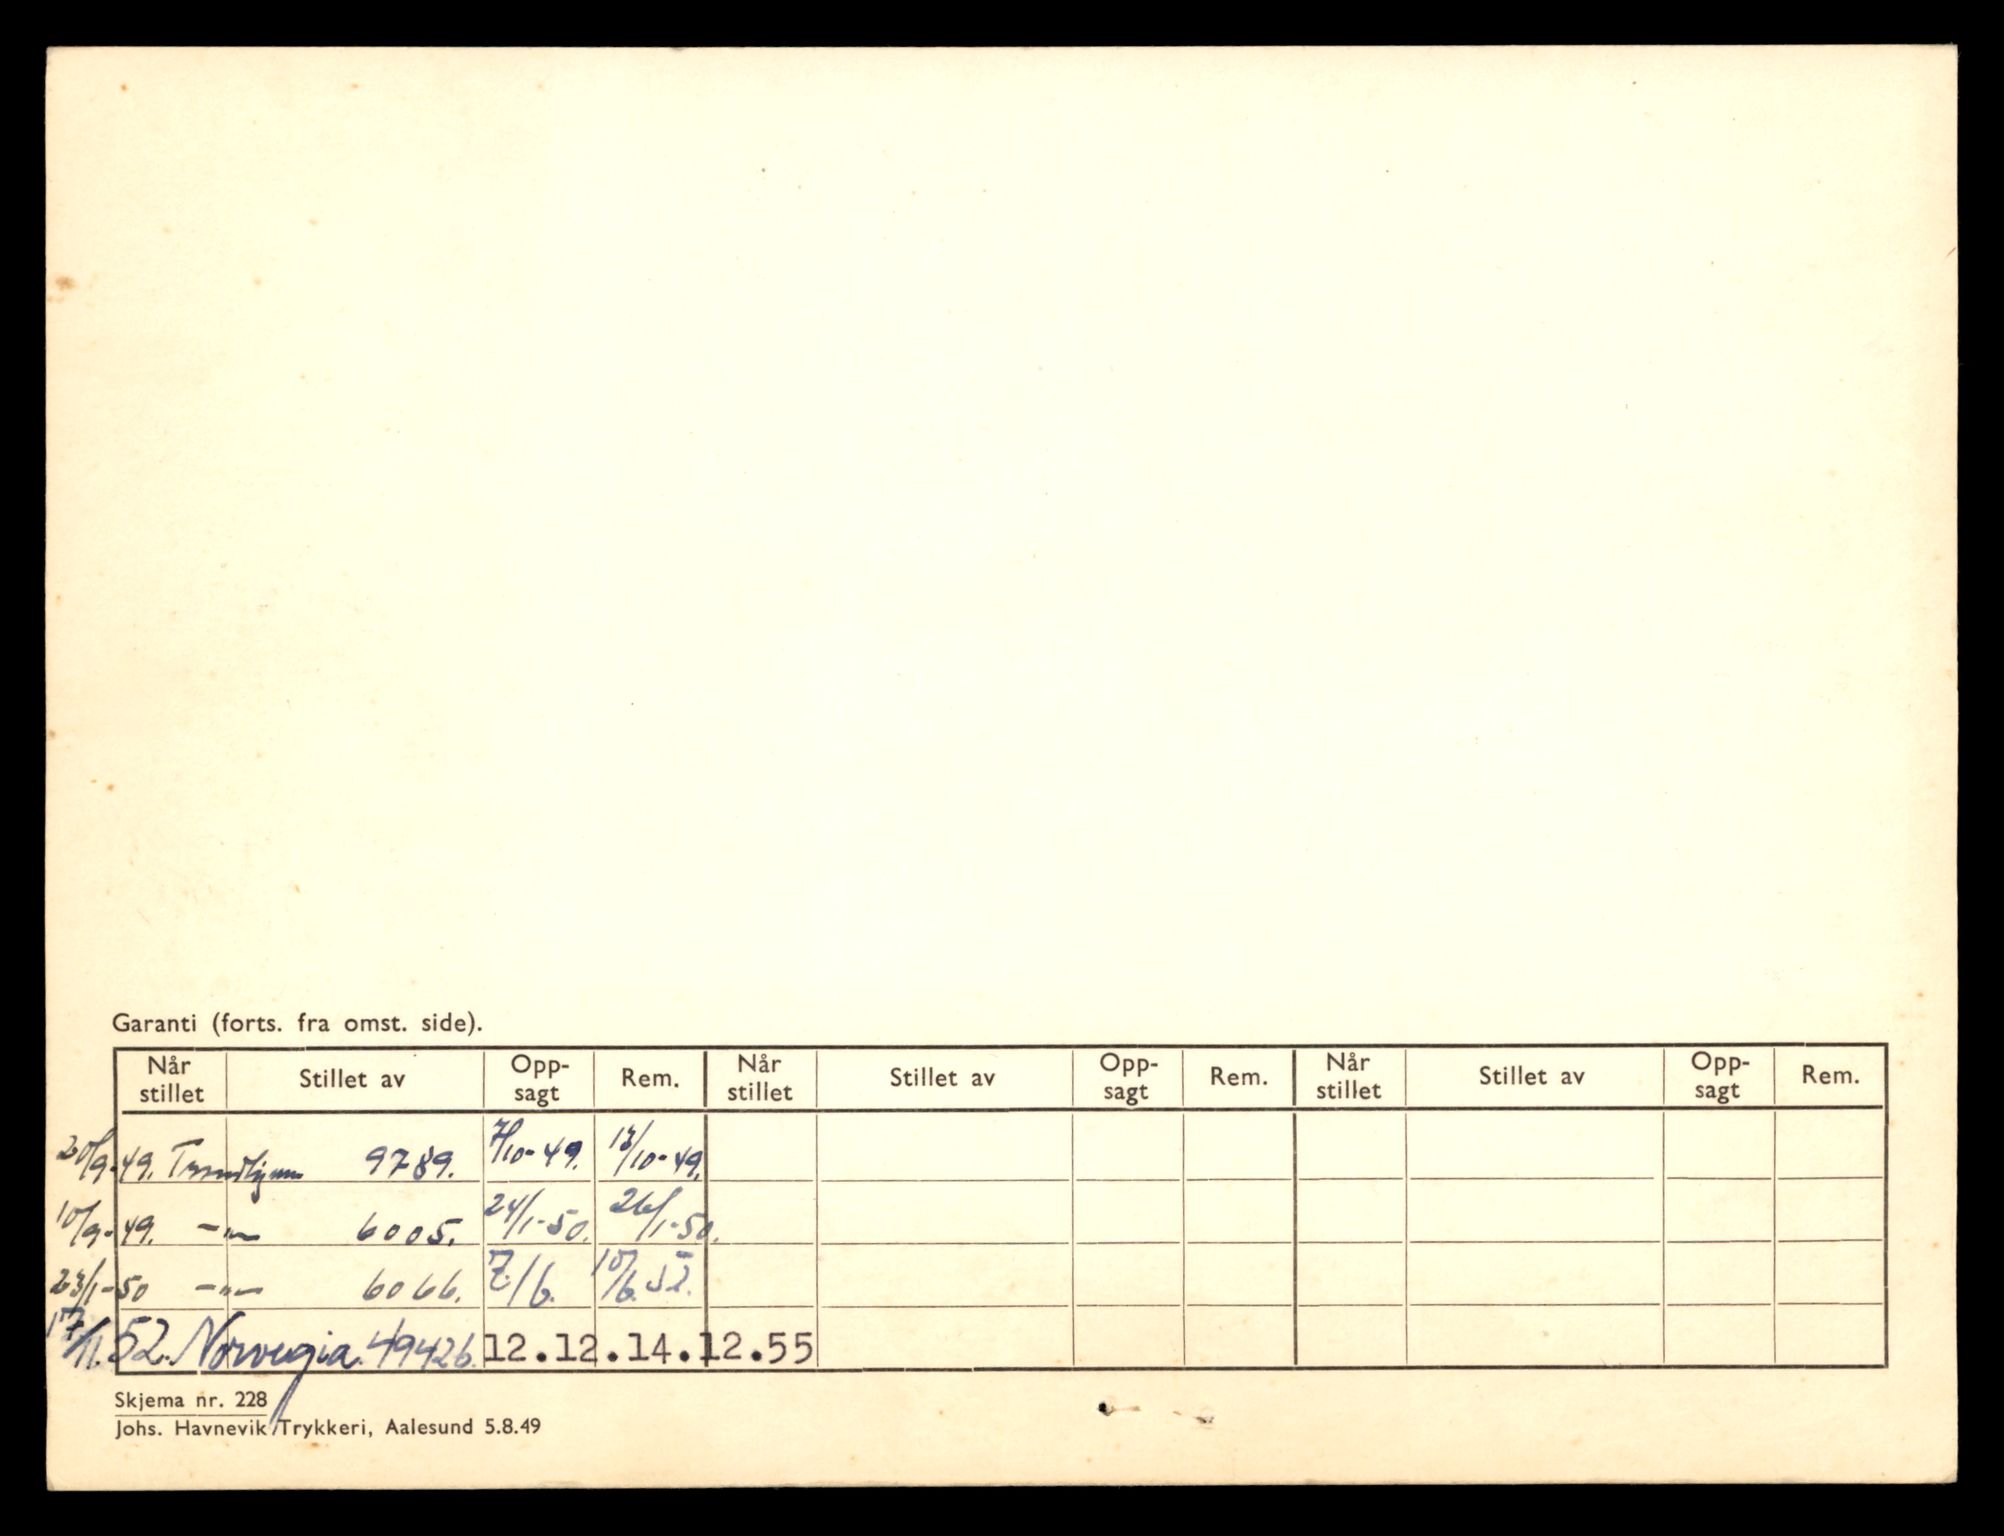 Garanti (forts. fra omst. side).
Når stillet Stillet av Opp-sagt Rem. Når stillet Stillet av Opp-sagt Rem. Når stillet Stillet av Opp-sagt Rem.
20/9-49. Trondhjem 9789. 7/10-49. 13/10-49.
10/9-49. -"- 6005. 24/1-50. 26/1-50.
23/1-50 -"- 6066. 7/6. 10/6.52.
17/11.52. Norvegia. 49426. 12.12.14.12.55
Skjema nr. 228
Johs. Havnevik Trykkeri, Aalesund 5.8.49